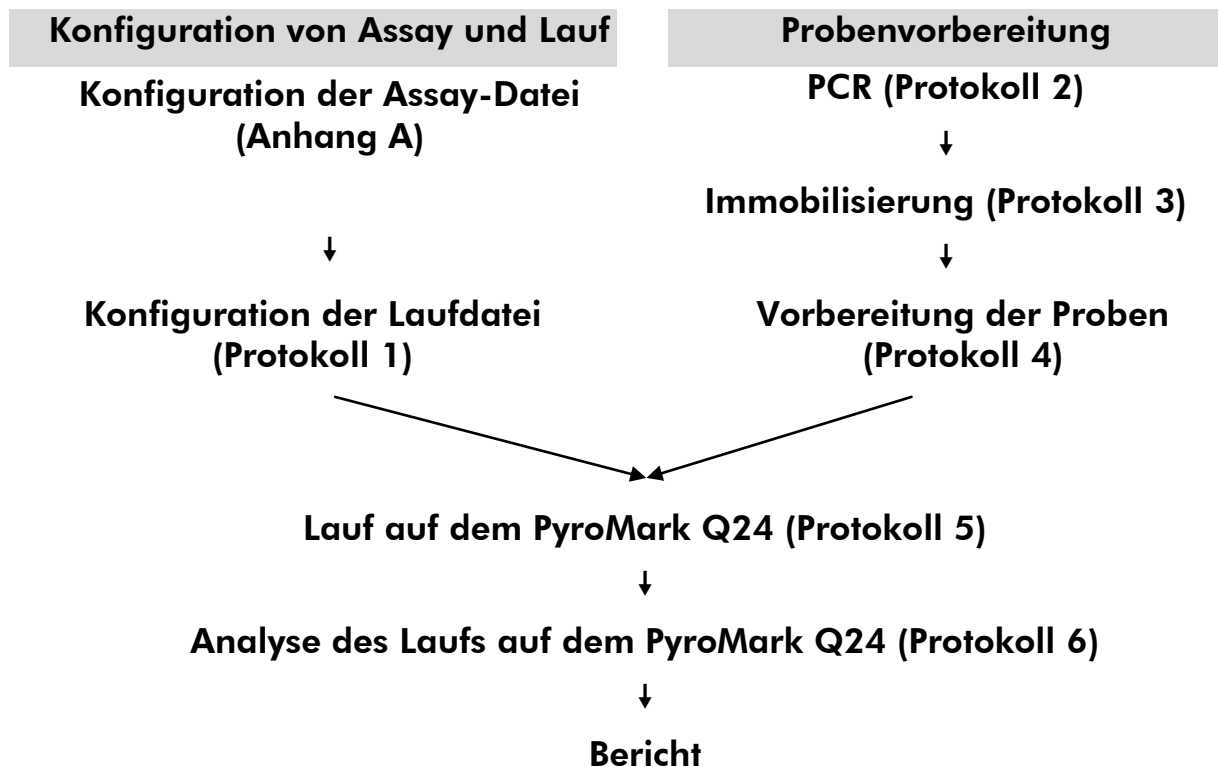 Konfiguration von Assay und Lauf
Konfiguration der Assay-Datei
(Anhang A)
Konfiguration der Laufdatei
(Protokoll 1)
Probenvorbereitung
PCR (Protokoll 2)
Immobilisierung (Protokoll 3)
Vorbereitung der Proben
(Protokoll 4)
Lauf auf dem PyroMark Q24 (Protokoll 5)
Analyse des Laufs auf dem PyroMark Q24 (Protokoll 6)
Bericht